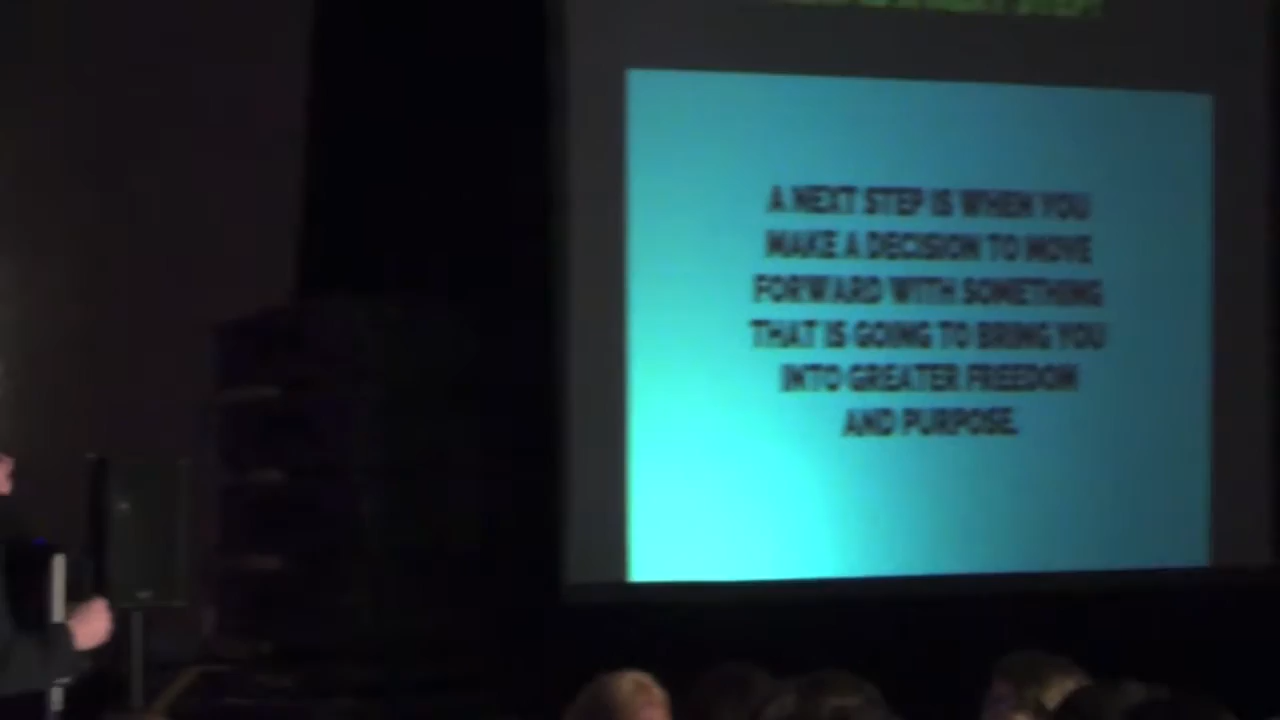 A NEXT STEP IS WHEN YOU
MAKE A DECISION TO MOVE
FORWARD WITH SOMETHING
THAT IS GOING TO BRING YOU
INTO GREATER FREEDOM
AND PURPOSE.